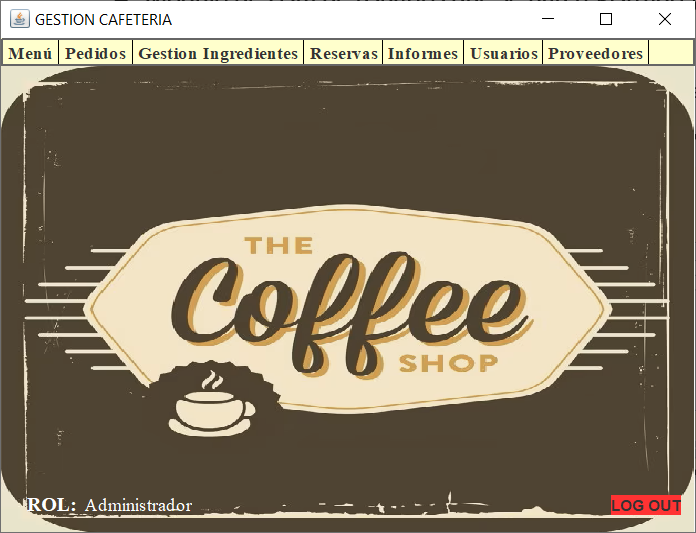 GESTION CAFETERIA
Menú Pedidos Gestion Ingredientes Reservas Informes Usuarios Proveedores
THE
Coffee
SHOP
ROL: Administrador LOG OUT